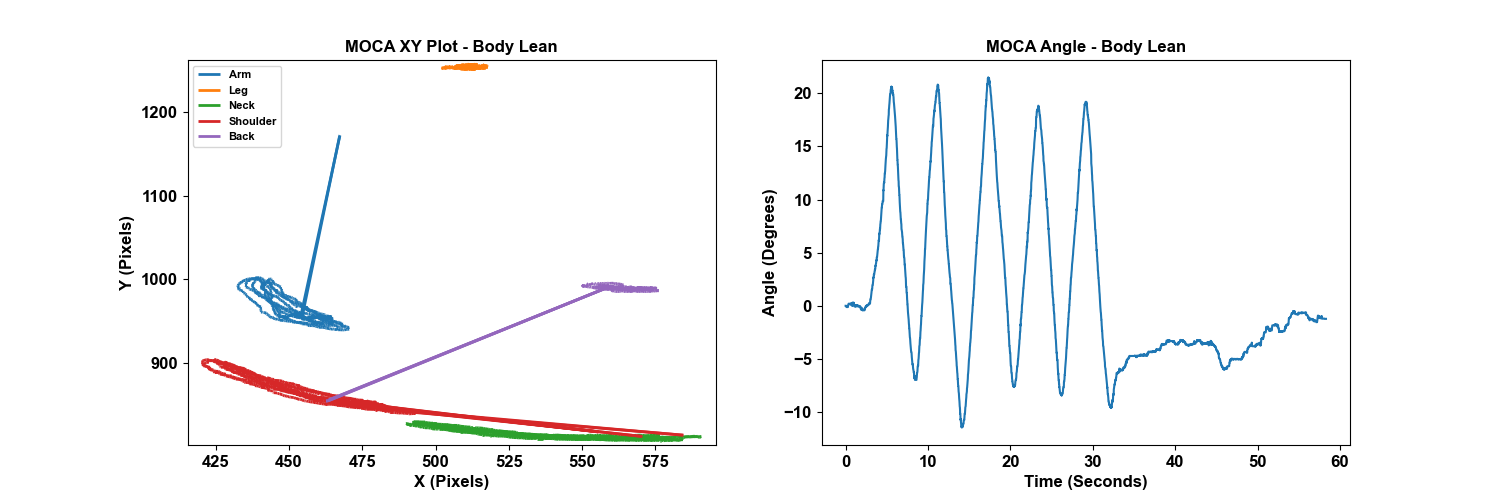 MOCA XY Plot - Body Lean
Arm
Leg
Neck
Shoulder
Back
1200
1100
1000
900
Y (Pixels)
425 450 475 500 525 550 575
X (Pixels)
MOCA Angle - Body Lean
20
15
10
5
0
−5
−10
Angle (Degrees)
0 10 20 30 40 50 60
Time (Seconds)